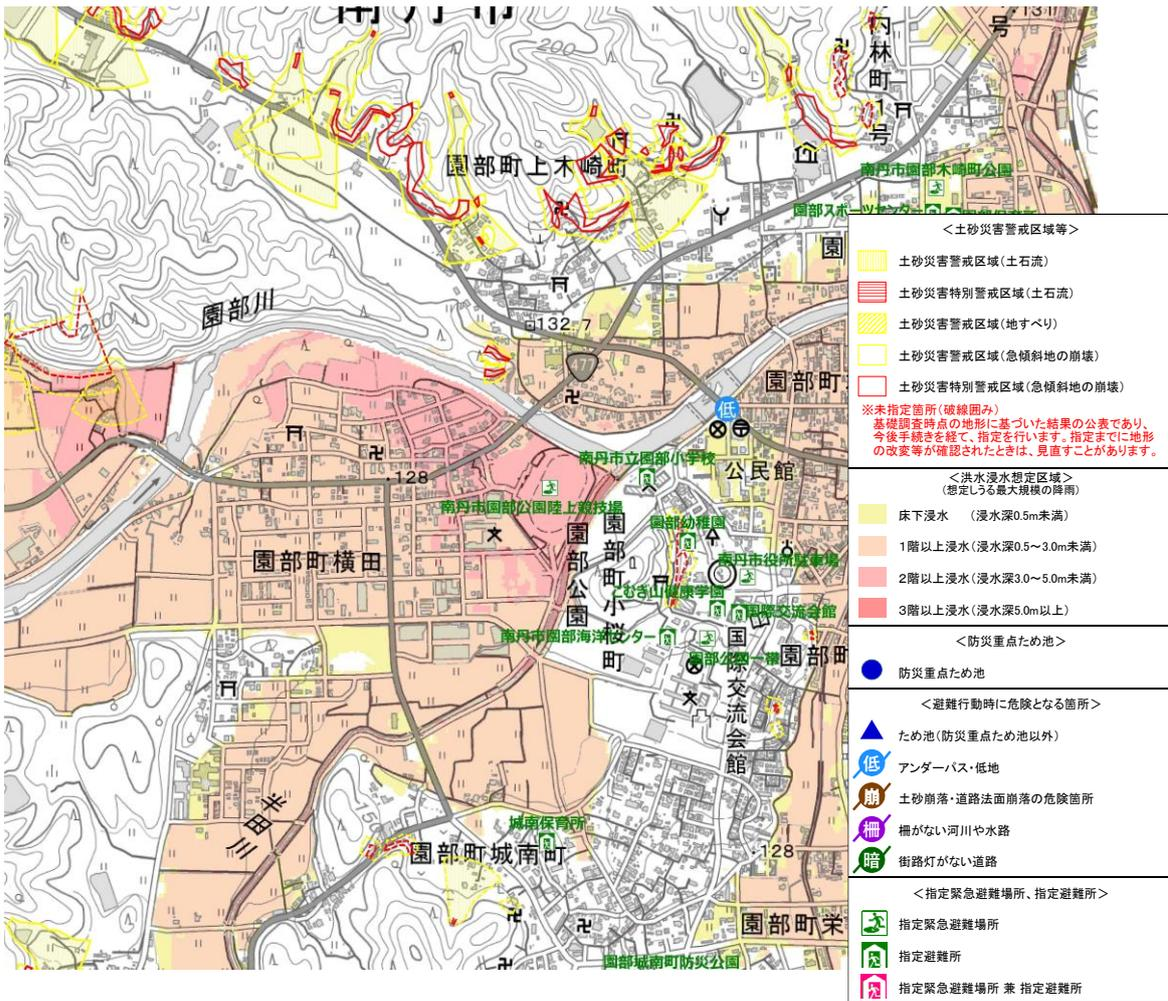 200
園部町上木崎町
内林町1号
号
南丹市園部木崎町公園
園部スポーツセンター
園
園部川
132.7
477
園部町
低
公民館
南丹市立園部小学校
128
南丹市園部公園陸上競技場
園部幼稚園
園部町横田
園部公園
園部町小桜町
南丹市役所駐車場
こむぎ山健康学園
国際交流会館
南丹市園部海洋センター
園部公園一帯
園部町
国際交流会館
半田川
城南保育所
園部町城南町
128
園部町栄
園部城南町防災公園
<土砂災害警戒区域等>
土砂災害警戒区域(土石流)
土砂災害特別警戒区域(土石流)
土砂災害警戒区域(地すべり)
土砂災害警戒区域(急傾斜地の崩壊)
土砂災害特別警戒区域(急傾斜地の崩壊)
※未指定箇所(破線囲み)
基礎調査時点の地形に基づいた結果の公表であり、
今後手続きを経て、指定を行います。指定までに地形
の改変等が確認されたときは、見直すことがあります。
<洪水浸水想定区域>
(想定しうる最大規模の降雨)
床下浸水 (浸水深0.5m未満)
1階以上浸水(浸水深0.5~3.0m未満)
2階以上浸水(浸水深3.0~5.0m未満)
3階以上浸水(浸水深5.0m以上)
<防災重点ため池>
防災重点ため池
<避難行動時に危険となる箇所>
ため池(防災重点ため池以外)
低 アンダーパス・低地
崩 土砂崩落・道路法面崩落の危険箇所
柵 柵がない河川や水路
暗 街路灯がない道路
<指定緊急避難場所、指定避難所>
指定緊急避難場所
指定避難所
指定緊急避難場所 兼 指定避難所